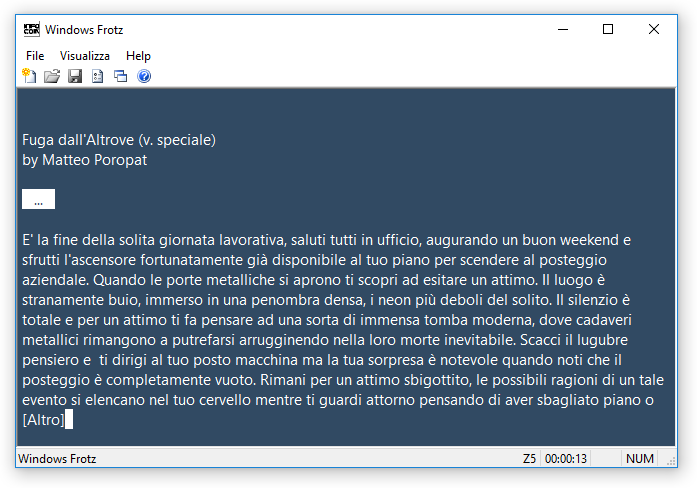 Windows Frotz
File Visualizza Help
Fuga dall'Altrove (v. speciale)
by Matteo Poropat
...
E' la fine della solita giornata lavorativa, saluti tutti in ufficio, augurando un buon weekend e
sfrutti l'ascensore fortunatamente già disponibile al tuo piano per scendere al posteggio
aziendale. Quando le porte metalliche si aprono ti scopri ad esitare un attimo. Il luogo è
stranamente buio, immerso in una penombra densa, i neon più deboli del solito. Il silenzio è
totale e per un attimo ti fa pensare ad una sorta di immensa tomba moderna, dove cadaveri
metallici rimangono a putrefarsi arruginendo nella loro morte inevitabile. Scacci il lugubre
pensiero e  ti dirigi al tuo posto macchina ma la tua sorpresa è notevole quando noti che il
posteggio è completamente vuoto. Rimani per un attimo sbigottito, le possibili ragioni di un tale
evento si elencano nel tuo cervello mentre ti guardi attorno pensando di aver sbagliato piano o
[Altro]
Windows Frotz Z5 00:00:13 NUM